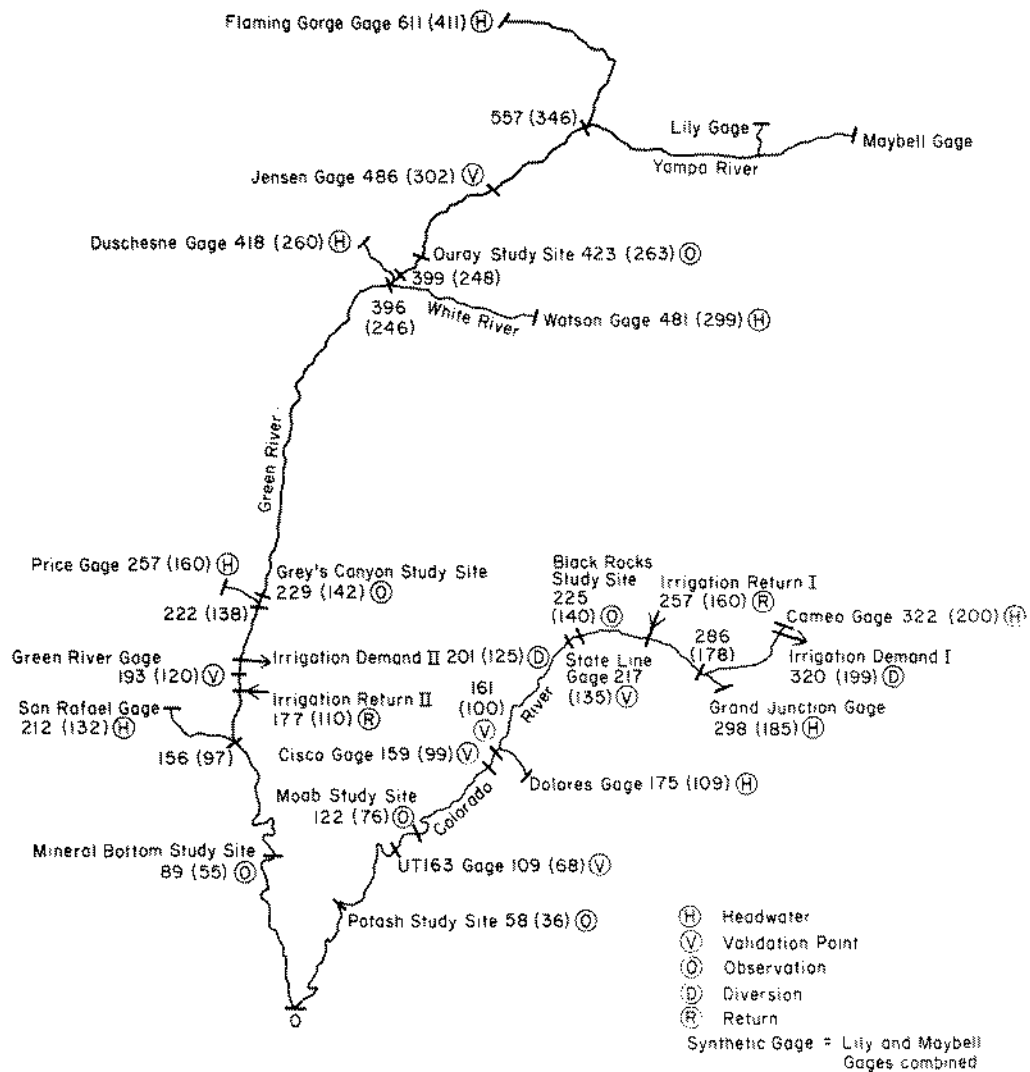 Flaming Gorge Gage 611 (411) Ⓗ
557 (346)
Lily Gage
Maybell Gage
Yampa River
Jensen Gage 486 (302) Ⓥ
Duschesne Gage 418 (260) Ⓗ
Ouray Study Site 423 (263) Ⓞ
399 (248)
396
(246)
White River
Watson Gage 481 (299) Ⓗ
Green River
Price Gage 257 (160) Ⓗ
Grey's Canyon Study Site
229 (142) Ⓞ
222 (138)
Green River Gage
193 (120) Ⓥ
Irrigation Demand II 201 (125) Ⓓ
Irrigation Return II
177 (110) Ⓡ
San Rafael Gage
212 (132) Ⓗ
156 (97)
Mineral Bottom Study Site
89 (55) Ⓞ
Black Rocks
Study Site
225
(140) Ⓞ
Irrigation Return I
257 (160) Ⓡ
Cameo Gage 322 (200) Ⓗ
286
(178)
Irrigation Demand I
320 (199) Ⓓ
State Line
Gage 217
(135) Ⓥ
Grand Junction Gage
298 (185) Ⓗ
161
(100)
Ⓥ
Colorado River
Cisco Gage 159 (99) Ⓥ
Dolores Gage 175 (109) Ⓗ
Moab Study Site
122 (76) Ⓞ
UT163 Gage 109 (68) Ⓥ
Potash Study Site 58 (36) Ⓞ
0
Ⓗ Headwater
Ⓥ Validation Point
Ⓞ Observation
Ⓓ Diversion
Ⓡ Return
Synthetic Gage = Lily and Maybell
Gages combined